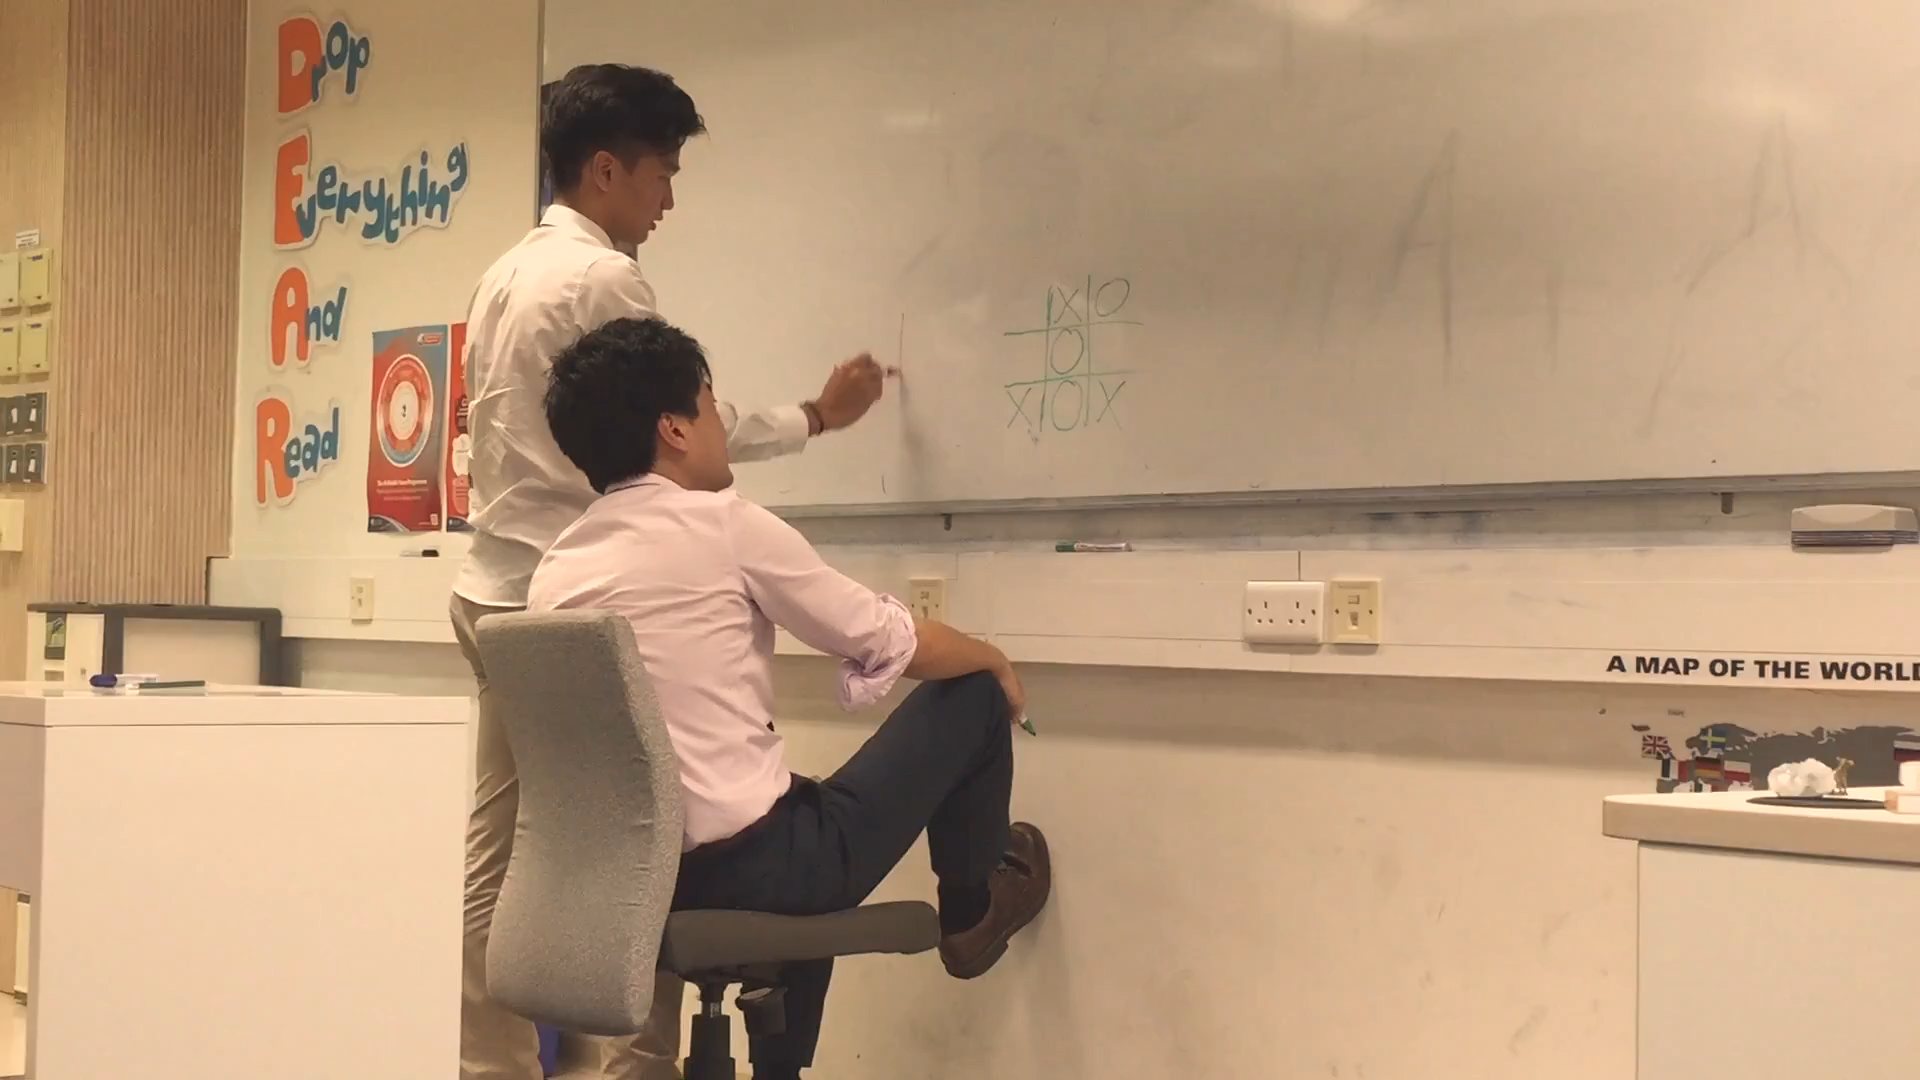 Drop
Everything
And
Read
X O
O
X O X
A MAP OF THE WORLD